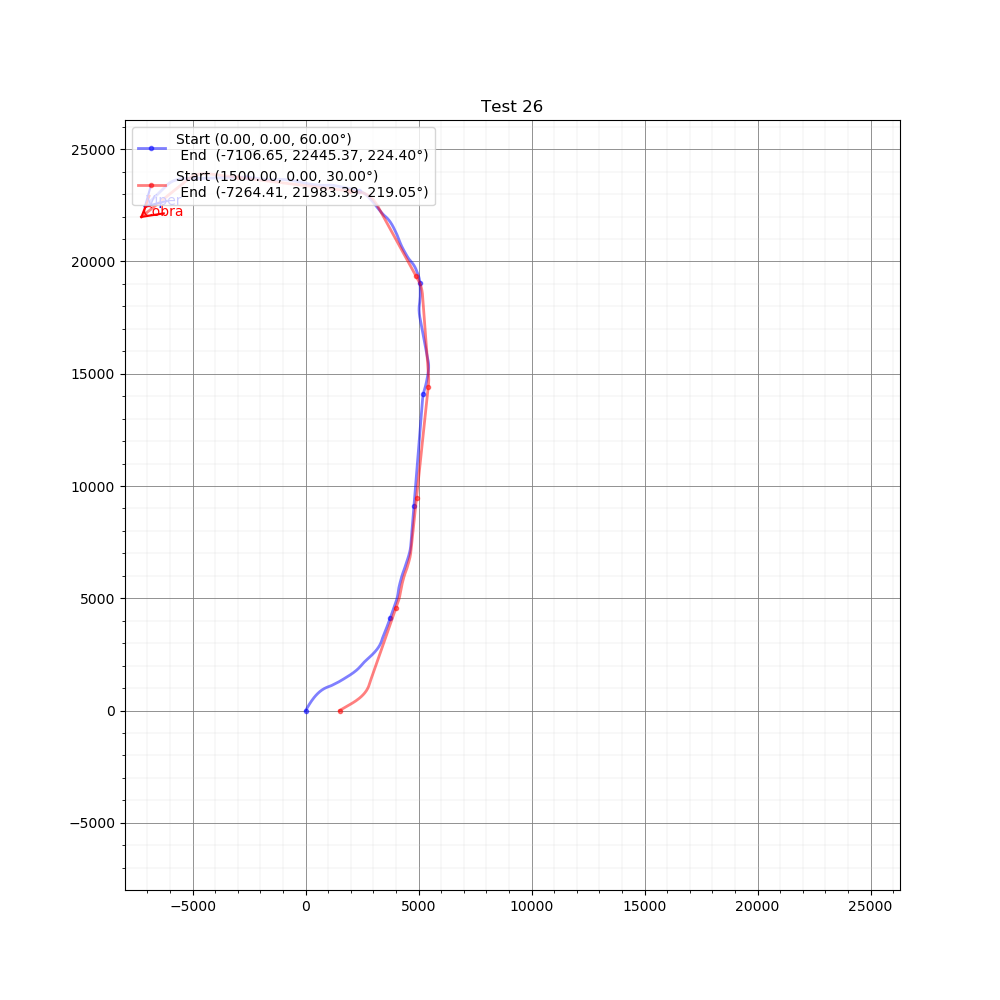 Test 26
25000
Start (0.00, 0.00, 60.00°)
End (-7106.65, 22445.37, 224.40°)
Start (1500.00, 0.00, 30.00°)
End (-7264.41, 21983.39, 219.05°)
Viper
Cobra
20000
15000
10000
5000
0
−5000
−5000 0 5000 10000 15000 20000 25000